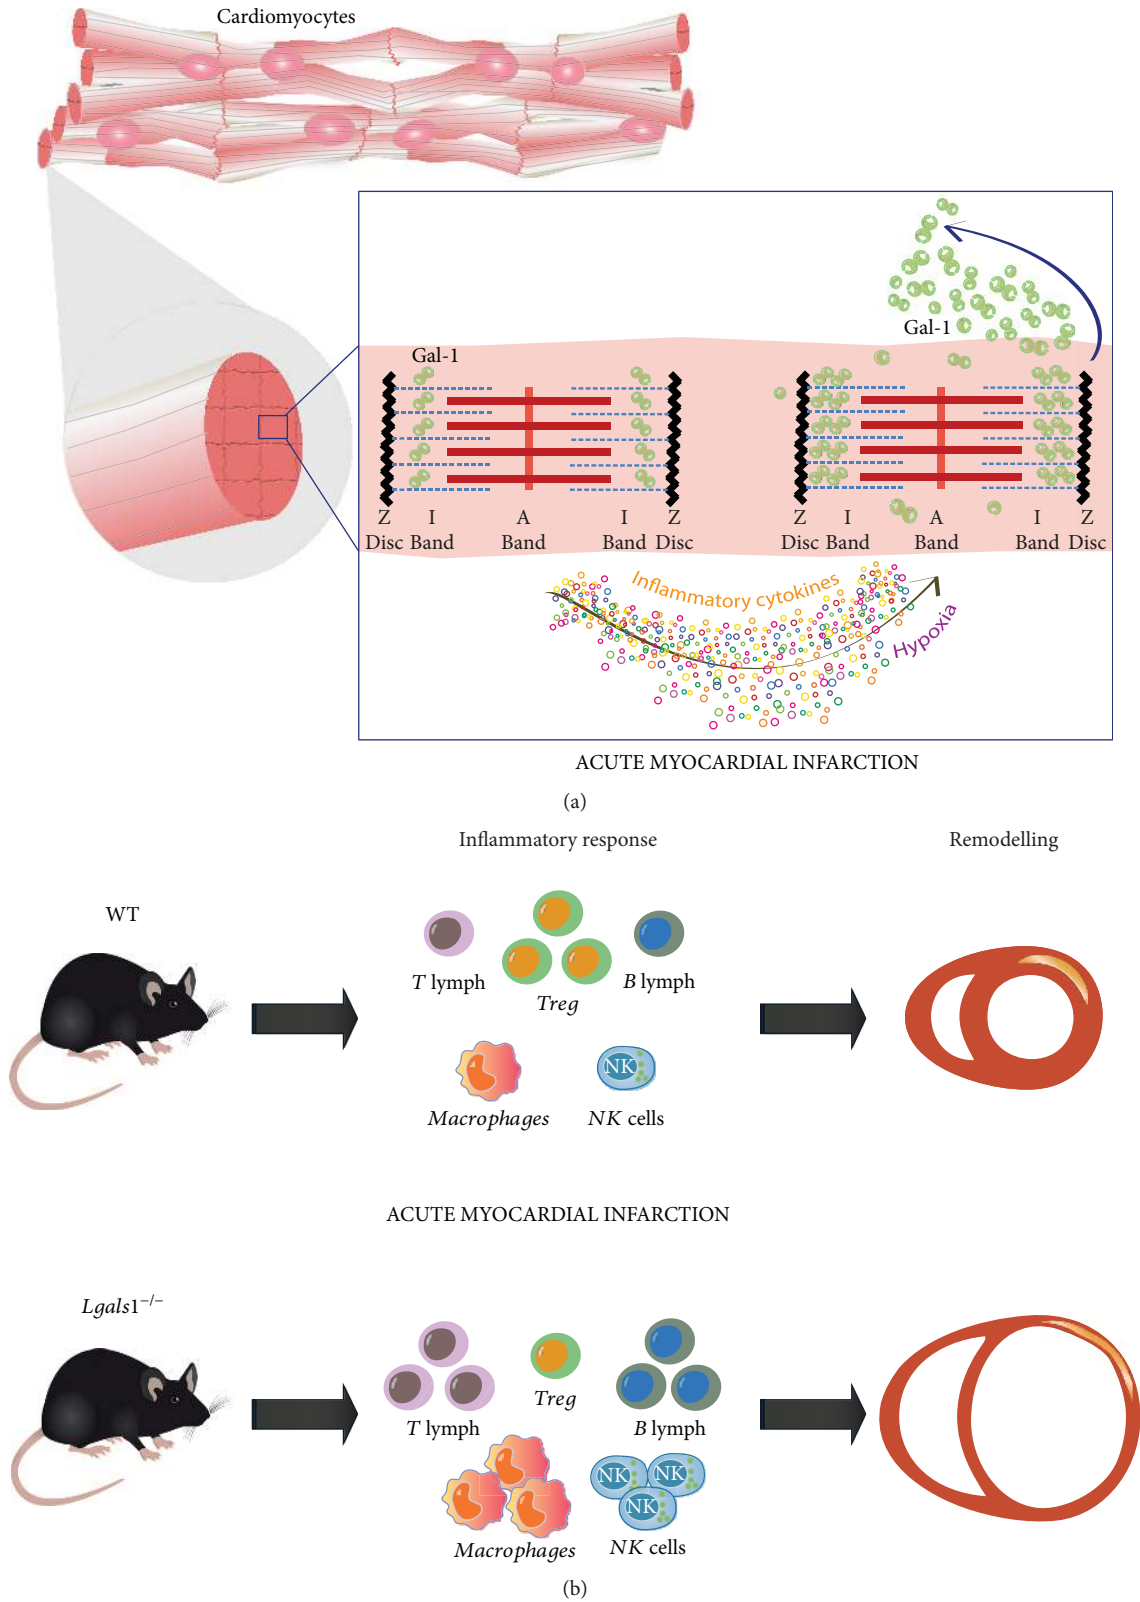 Cardiomyocytes
Gal-1
Gal-1
Z I A I Z Z I A I Z
Disc Band Band Band Disc Disc Band Band Band Disc
Inflammatory cytokines
Hypoxia
ACUTE MYOCARDIAL INFARCTION
(a)
Inflammatory response Remodelling
WT
T lymph Treg B lymph
NK
Macrophages NK cells
ACUTE MYOCARDIAL INFARCTION
Lgals1−/−
T lymph Treg B lymph
NK NK
NK
Macrophages NK cells
(b)